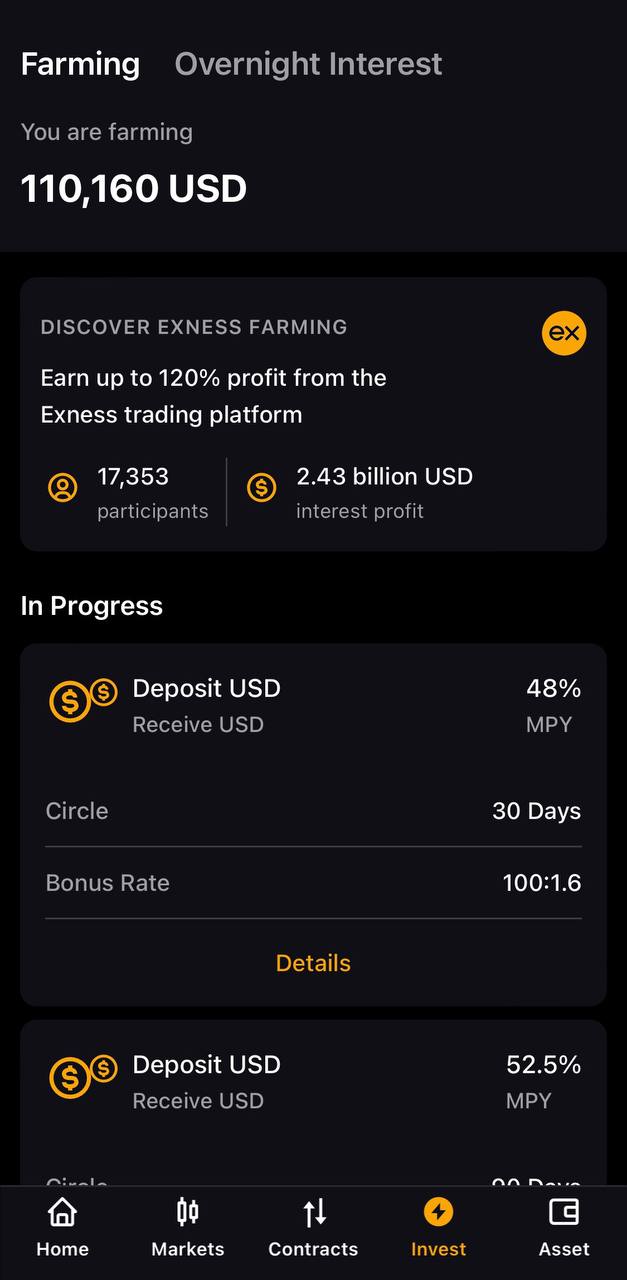 Farming Overnight Interest
You are farming
110,160 USD
DISCOVER EXNESS FARMING
ex
Earn up to 120% profit from the
Exness trading platform
17,353
participants
2.43 billion USD
interest profit
In Progress
Deposit USD 48%
Receive USD MPY
Circle 30 Days
Bonus Rate 100:1.6
Details
Deposit USD 52.5%
Receive USD MPY
Circle 90 Days
Home Markets Contracts Invest Asset